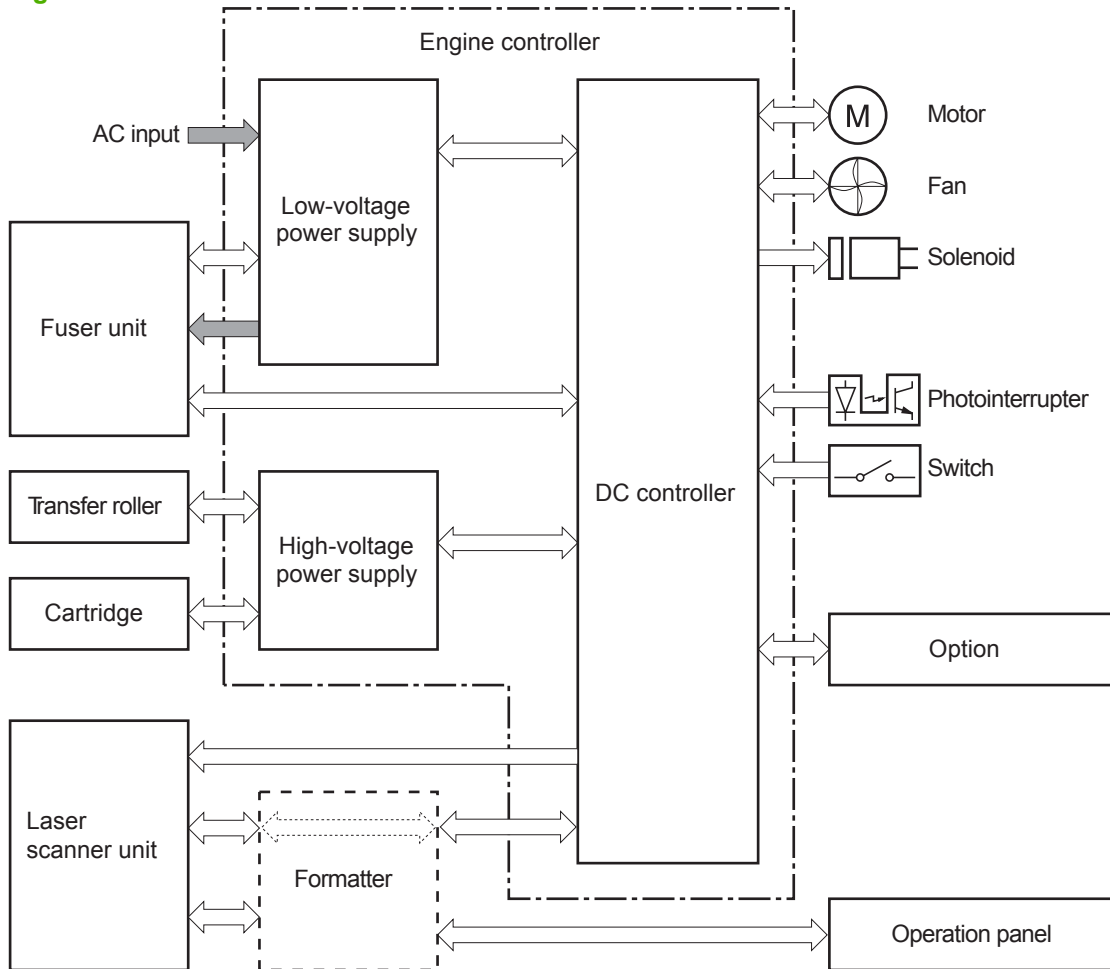 Engine controller
AC input
Low-voltage
power supply
Fuser unit
Transfer roller
High-voltage
power supply
Cartridge
DC controller
M
Motor
Fan
Solenoid
Photointerrupter
Switch
Option
Laser
scanner unit
Formatter
Operation panel